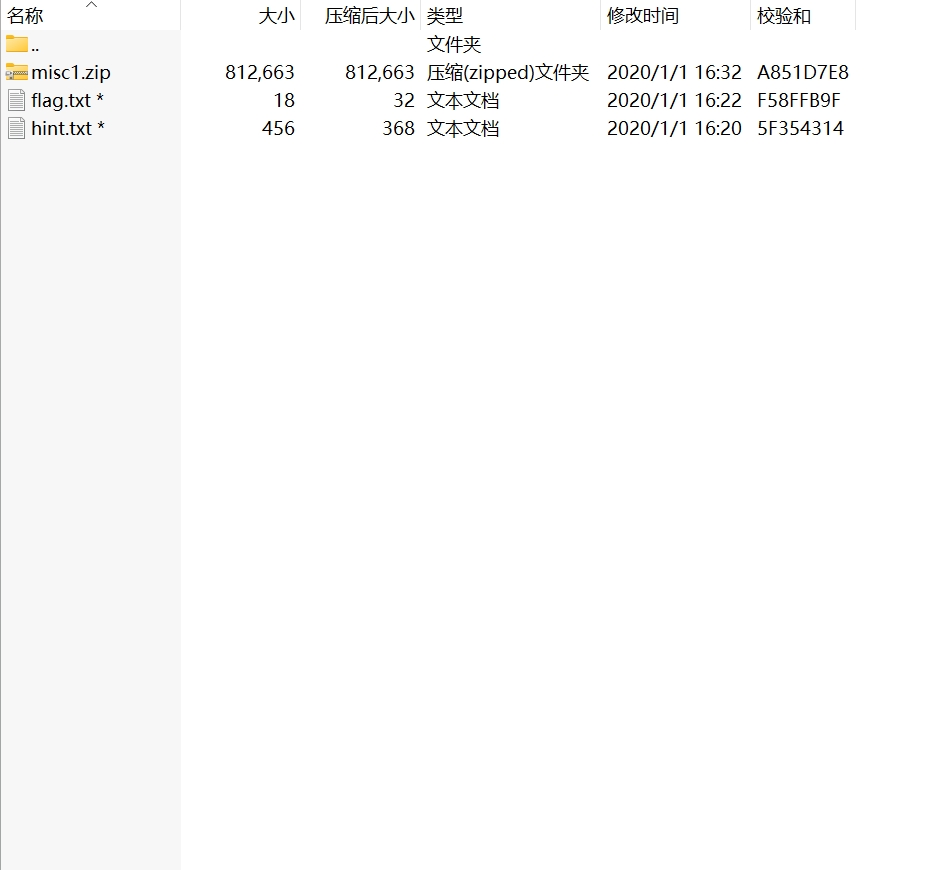 名称 大小 压缩后大小 类型 修改时间 校验和
.. 文件夹
misc1.zip 812,663 812,663 压缩(zipped)文件夹 2020/1/1 16:32 A851D7E8
flag.txt * 18 32 文本文档 2020/1/1 16:22 F58FFB9F
hint.txt * 456 368 文本文档 2020/1/1 16:20 5F354314